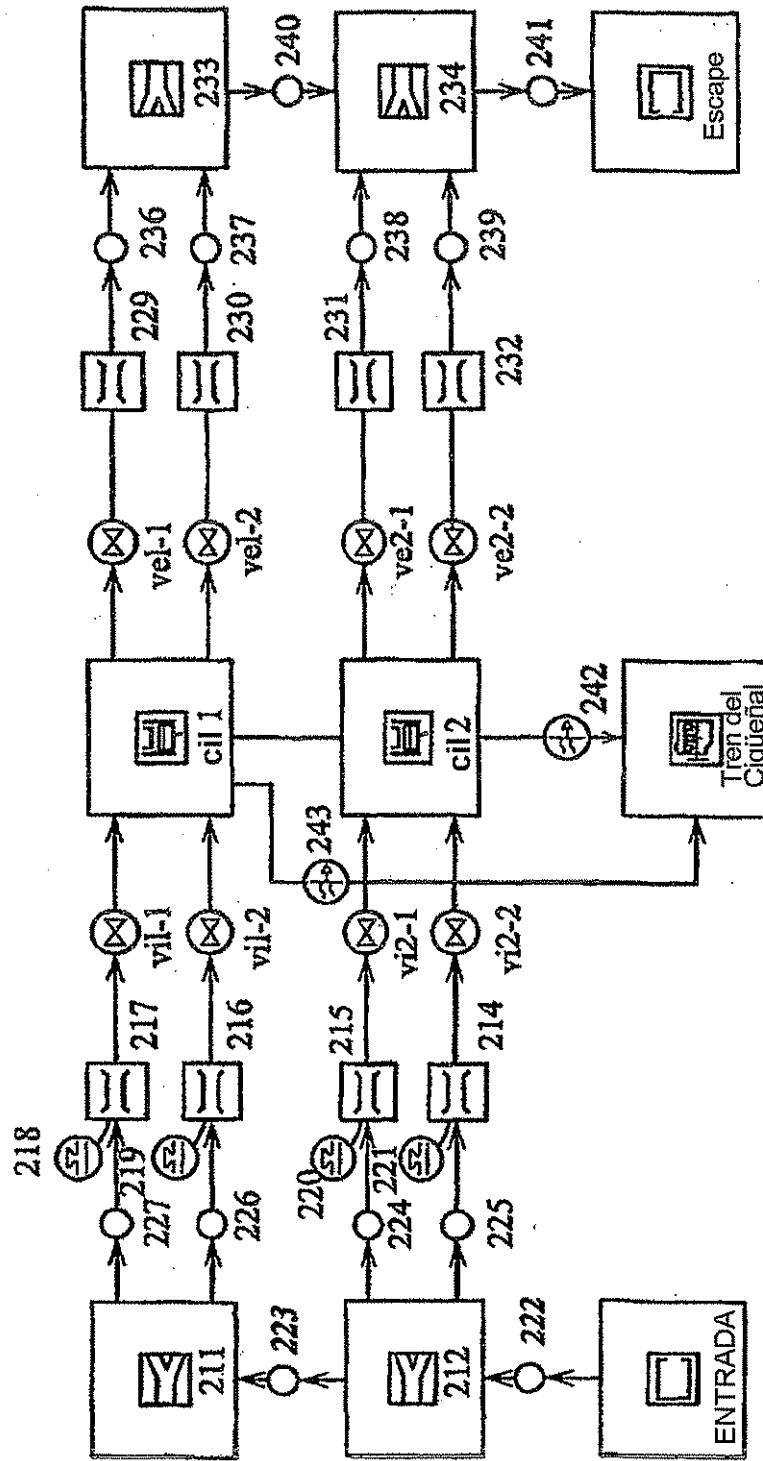 218
227
219
217
vi1-1
ve1-1
229
236
211
226
216
vi1-2
cil 1
ve1-2
230
237
233
223
240
220
243
224
221
215
vi2-1
ve2-1
231
238
212
225
214
vi2-2
cil 2
ve2-2
232
239
234
222
242
241
ENTRADA
Tren del
Cigüeñal
Escape